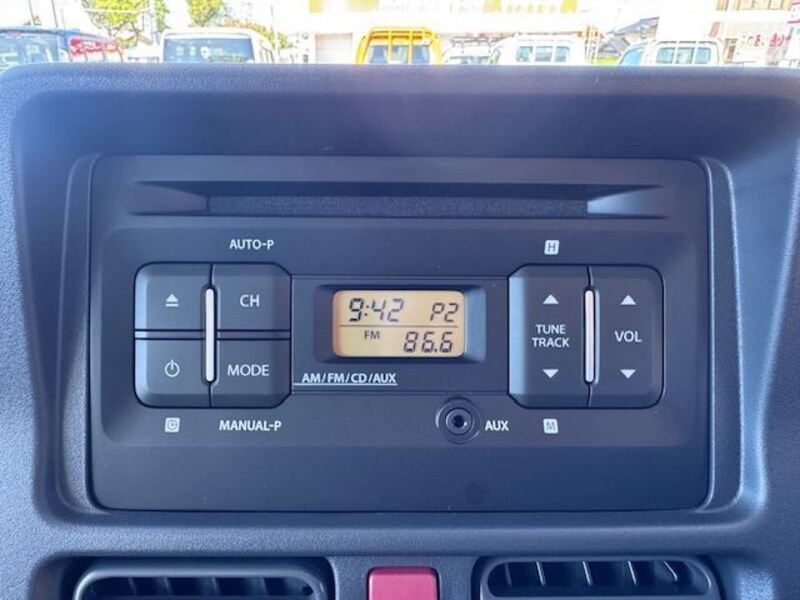 AUTO-P
H
CH
9:42 P2
TUNE
TRACK
VOL
FM 86.6
MODE
AM/FM/CD/AUX
MANUAL-P
AUX
M